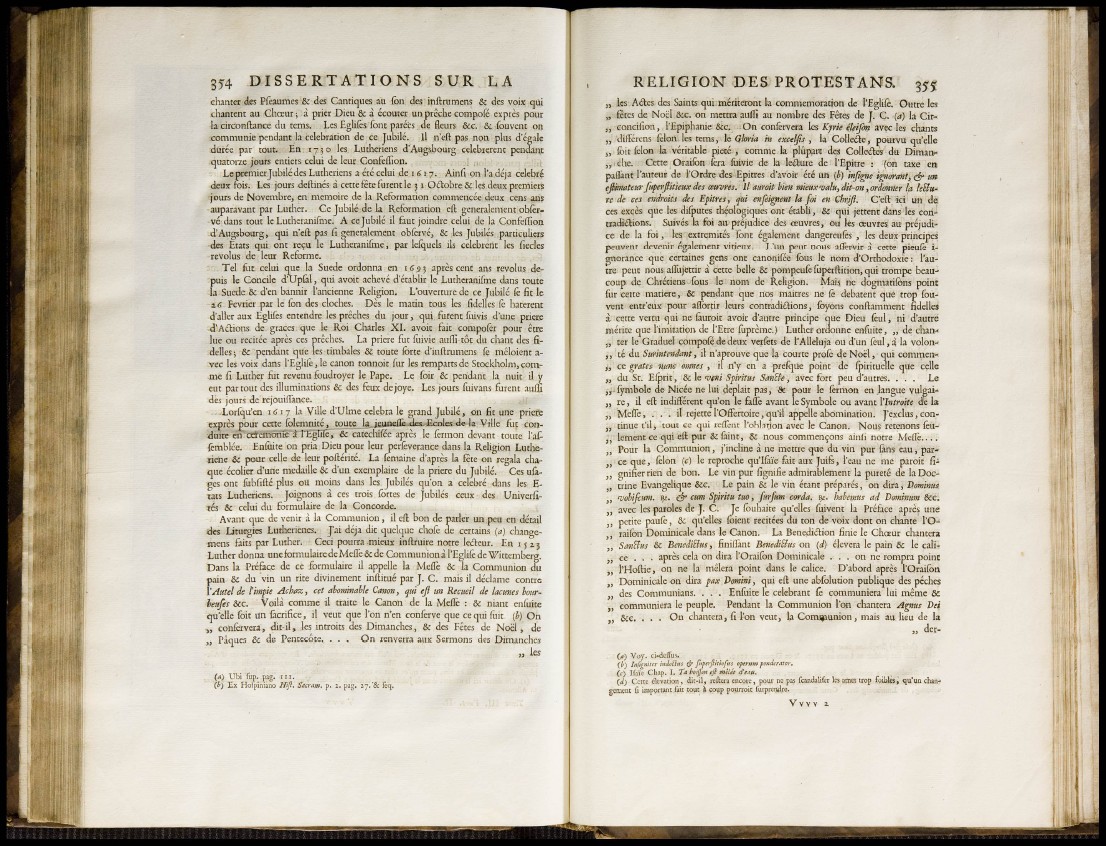 354 DISSERTATIONS SUR LA
chanter des Pſeaumes & des Cantiques au ſon des inſtrumens & des voix qui
chantent au Chœur; à prier Dieu & à écouter un prêche compoſé exprès pour
la circonſtance du tems. Les Egliſes ſont parées de fleurs &c. & ſouvent on
communie pendant la celebration de ce Jubilé. Il n'eſt pas non plus d'égale
durée par tout. En 1730 les Lutheriens d'Augsbourg celebrerent pendant
quatorze jours entiers celui de leur Confeſſion.
Le premier Jubilé des Lutheriens a été celui de 1617. Ainſi on l'a déja celebré
deux fois. Les jours deſtinés à cette fête furent le 31 Octobre & les deux premiers
jours de Novembre, en memoire de la Reformation commencée deux cens ans
auparavant par Luther. Ce Jubilé de la Reformation eſt generalement obſer-
vé dans tout le Lutheraniſme. A ce Jubilé il faut joindre celui de la Confeſſion
d'Augsbourg, qui n'eſt pas ſi generalement obſervé, & les Jubilés particuliers
des Etats qui ont reçu le Lutheraniſme, par leſquels ils celebrent les ſiecles
revolus de leur Reforme.
Tel fut celui que la Suede ordonna en 1693 après cent ans revolus de-
puis le Concile d'Upſal, qui avoit achevé d'établir le Lutheraniſme dans toute
la Suede & d'en bannir l'ancienne Religion. L'ouverture de ce Jubilé ſe fit le
26 Fevrier par le ſon des cloches. Dès le matin tous les fidelles ſe haterent
d'aller aux Egliſes entendre les prêches du jour, qui furent ſuivis d'une priere
d'Actions de graces que le Roi Charles XI. avoit fait compoſer pour être
lue ou recitée après ces prêches. La priere fut ſuivie auſſi-tôt du chant des fi-
delles; & pendant que les timbales & toute ſorte d'inſtrumens ſe mêloient a-
vec les voix dans l'Egliſe, le canon tonnoit ſur les remparts de Stockholm, com-
me ſi Luther fut revenu foudroyer le Pape. Le ſoir & pendant la nuit il y
eut par tout des illuminations & des feux de joye. Les jours ſuivans furent auſſi
des jours de rejouiſſance.
Lorſqu'en 1617 la Ville d'Ulme celebra le grand Jubilé, on fit une priere
exprès pour cette ſolemnité, toute la jeuneſſe des Ecoles de la Ville fut con-
duite en ceremonie à l'Egliſe, & catechiſée après le ſermon devant toute l'aſ-
ſemblée. Enſuite on pria Dieu pour leur perſeverance dans la Religion Luthe-
riene & pour celle de leur poſtérité. La ſemaine d'après la fête on regala cha-
que écolier d'une medaille & d'un exemplaire de la priere du Jubilé. Ces uſa-
ges ont ſubſiſté plus ou moins dans les Jubilés qu'on a celebré dans les E-
tats Lutheriens. Joignons à ces trois ſortes de Jubilés ceux des Univerſi-
tés & celui du formulaire de la Concorde.
Avant que de venir à la Communion, il eſt bon de parler un peu en détail
des Liturgies Lutherienes. J'ai déja dit quelque choſe de certains (a) change-
mens faits par Luther. Ceci pourra mieux inſtruire notre lecteur. En 1523
Luther donna une formulaire de Meſſe & de Communion à l'Egliſe de Wittemberg.
Dans la Préface de ce formulaire il appelle la Meſſe & la Communion du
pain & du vin un rite divinement inſtitué par J. C. mais il déclame contre
l'Autel de l'impie Achaz, cet abominable Canon, qui eſt un Recueil de lacunes bour-
beuſes &c. Voilà comme il traite le Canon de la Meſſe : & niant enſuite
qu'elle ſoit un ſacrifice, il veut que l'on n'en conſerve que ce qui ſuit. (b) On
„ conſervera, dit-il, les introits des Dimanches, & des Fêtes de Noël, de
„ Pâques & de Pentecôte. . . . On renverra aux Sermons des Dimanches
„ les
(a) Ubi ſup. pag. 111.
(b) Ex Hoſpiniano Hiſt. Sacram. p. 2. pag. 27. & ſeq.
RELIGION DES PROTESTANS. 355
„ les Actes des Saints qui mériteront la commemoration de l'Egliſe. Outre les
„ fêtes de Noël &c. on mettra auſſi au nombre des Fêtes de J. C. (a) la Cir-
„ conciſion, l'Epiphanie &c. On conſervera les Kyrie éleiſon avec les chants
„ différens ſelon les tems, le Gloria in excelſis, la Collecte, pourvu qu'elle
„ ſoit ſelon la véritable pieté, comme la plûpart des Collectes du Diman-
„ che. Cette Oraiſon ſera ſuivie de la lecture de l'Epitre : (on taxe en
paſſant l'auteur de l'Ordre des Epitres d'avoir été un (b) inſigne ignorant, & un
eſtimateur ſuperſtitieux des œuvres. Il auroit bien mieux valu, dit-on, ordonner la lectu-
re de ces endroits des Epitres, qui enſeignent la foi en Chriſt. C'eſt ici un de
ces excès que les diſputes théologiques ont établi, & qui jettent dans les con-
tradictions. Suivés la foi au préjudice des œuvres, ou les œuvres au préjudi-
ce de la foi, les extremités ſont également dangereuſes, les deux principes
peuvent devenir également vitieux. L'un peut nous aſſervir à cette pieuſe i-
gnorance que certaines gens ont canoniſée ſous le nom d'Orthodoxie: l'au-
tre peut nous aſſujettir à cette belle & pompeuſe ſuperſtition, qui trompe beau-
coup de Chrétiens ſous le nom de Religion. Mais ne dogmatiſons point
ſur cette matiere, & pendant que nos maitres ne ſe debatent que trop ſou-
vent entr'eux pour aſſortir leurs contradictions, ſoyons conſtamment fidelles
à cette vertu qui ne ſauroit avoir d'autre principe que Dieu ſeul, ni d'autre
mérite que l'imitation de l'Etre ſuprème.) Luther ordonne enſuite, „ de chan-
„ ter le Graduel compoſé de deux verſets de l'Alleluja ou d'un ſeul, à la volon-
„ té du Surintendant, il n'aprouve que la courte proſe de Noël, qui commen-
„ ce grates nunc omnes, il n'y en a preſque point de ſpirituelle que celle
„ du St. Eſprit, & le veni Spiritus Sancte, avec fort peu d'autres. . . . Le
„ ſymbole de Nicée ne lui deplait pas, & pour le ſermon en langue vulgai-
„ re, il eſt indifférent qu'on le faſſe avant le Symbole ou avant l'Introite de la
„ Meſſe, . . . il rejette l'Offertoire, qu'il appelle abomination. J'exclus, con-
„ tinue t'il, tout ce qui reſſent l'oblation avec le Canon. Nous retenons ſeu-
„ lement ce qui eſt pur & ſaint, & nous commençons ainſi notre Meſſe. . . .
„ Pour la Communion, j'incline à ne mettre que du vin pur ſans eau, par-
„ ce que, ſelon (c) le reproche qu'Iſaïe fait aux Juifs, l'eau ne me paroit ſi-
„ gnifier rien de bon. Le vin pur ſignifie admirablement la pureté de la Doc-
„ trine Evangelique &c. Le pain & le vin étant préparés, on dira, Dominus
„ vobiſcum. ℟. & cum Spiritu tuo, ſurſum corda. ℟. habemus ad Dominum &c.
„ avec les paroles de J. C. Je ſouhaite qu'elles ſuivent la Préface après une
„ petite pauſe, & qu'elles ſoient recitées du ton de voix dont on chante l'O-
„ raiſon Dominicale dans le Canon. La Benediction finie le Chœur chantera
„ Sanctus & Benedictus, finiſſant Benedictus on (d) élevera le pain & le cali-
„ ce . . . après cela on dira l'Oraiſon Dominicale . . . on ne rompra point
„ l'Hoſtie, on ne la mêlera point dans le calice. D'abord après l'Oraiſon
„ Dominicale on dira pax Domini, qui eſt une abſolution publique des péches
„ des Communians. . . . Enſuite le celebrant ſe communiera lui même &
„ communiera le peuple. Pendant la Communion l'on chantera Agnus Dei
„ &c. . . . On chantera, ſi l'on veut, la Communion, mais au lieu de la
„ der-
(a) Voy. ci-deſſus.
(b) Inſigniter indoctus & ſuperſtitioſus operum ponderator.
(c) Iſaïe Chap. I. Ta boiſſon eſt mêlée d'eau.
(d) Cette élevation, dit-il, reſtera encore, pour ne pas ſcandaliſer les ames trop foibles, qu'un chan-
gement ſi important fait tout à coup pourroit ſurprendre.
Vvvv 2